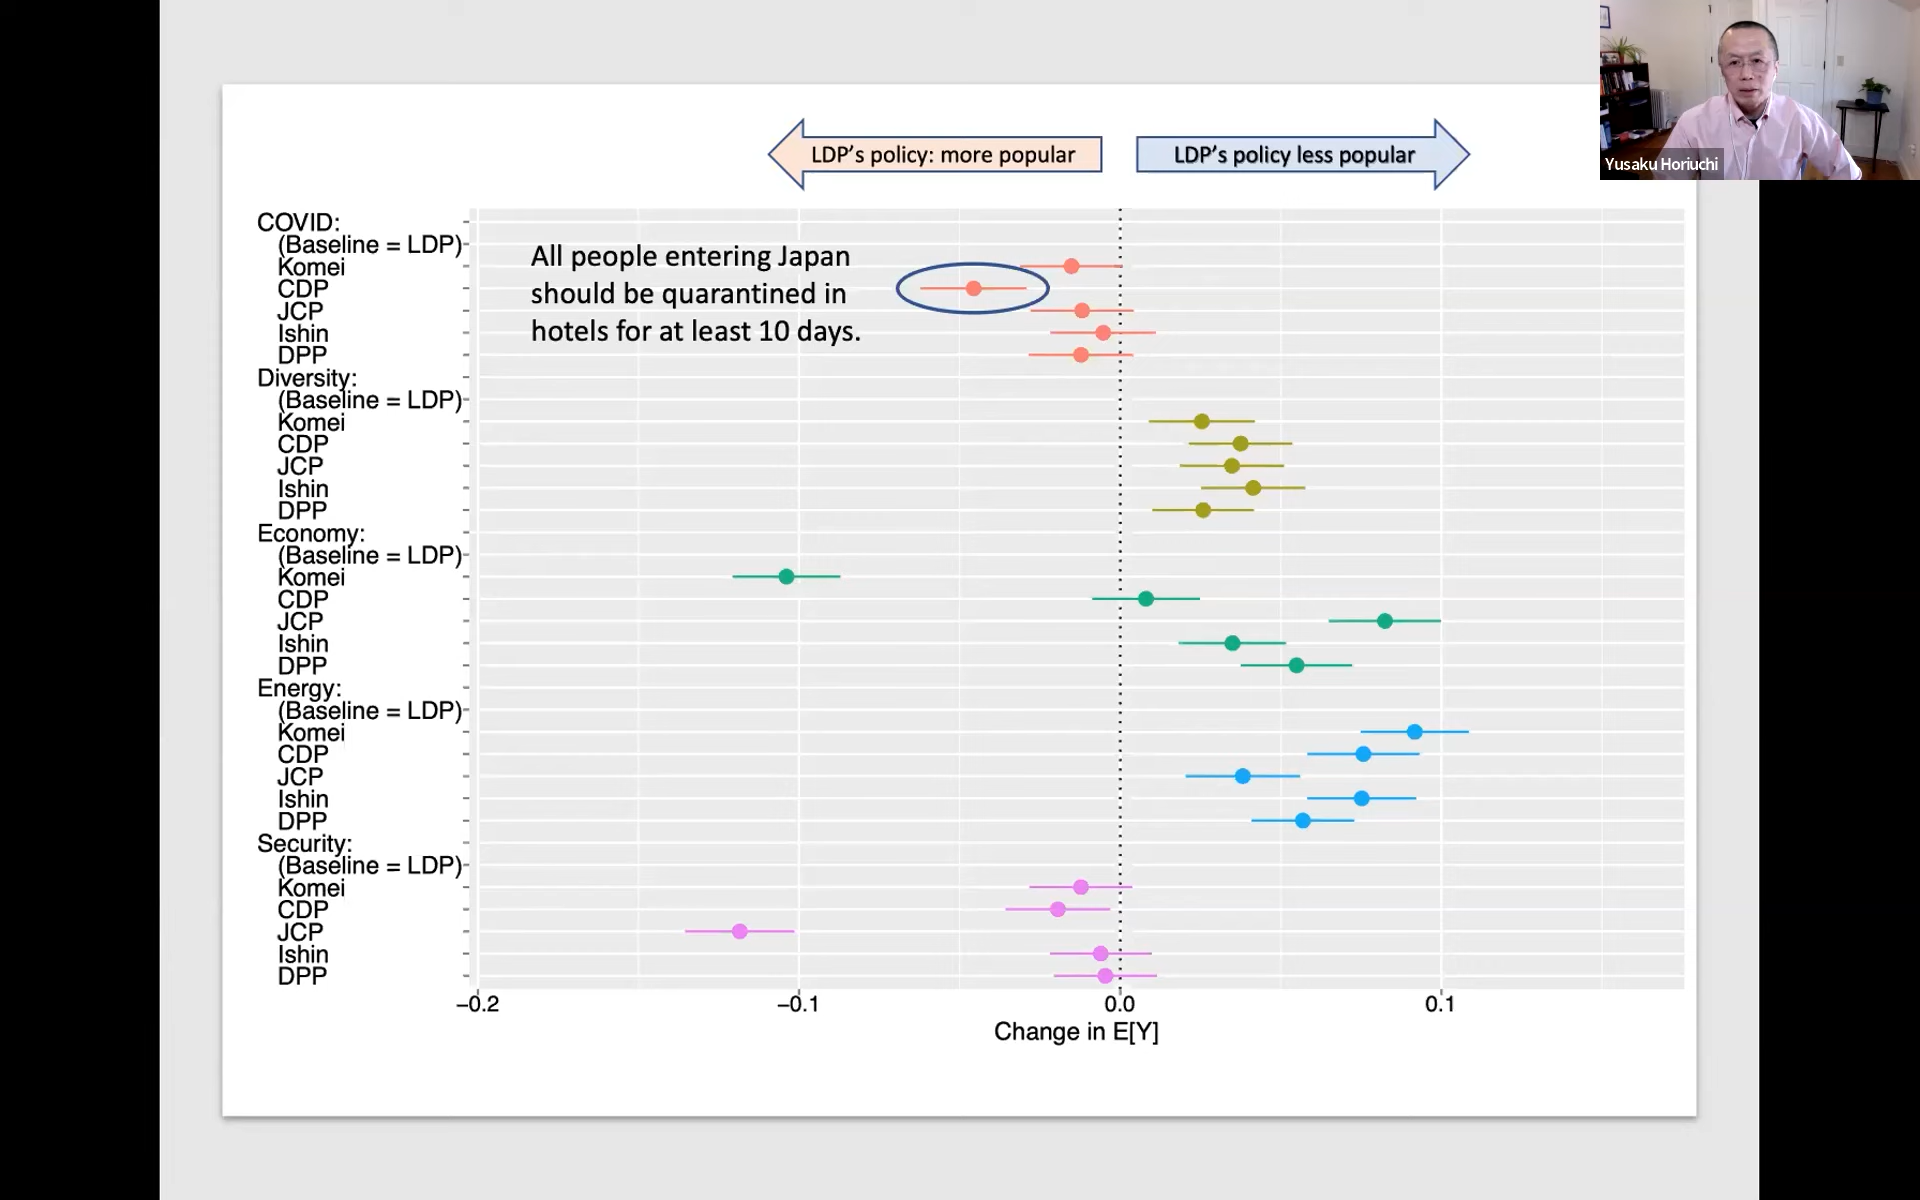 LDP's policy: more popular
LDP's policy less popular
Yusaku Horiuchi
COVID:
(Baseline = LDP)
Komei
CDP
JCP
Ishin
DPP
All people entering Japan
should be quarantined in
hotels for at least 10 days.
Diversity:
(Baseline = LDP)
Komei
CDP
JCP
Ishin
DPP
Economy:
(Baseline = LDP)
Komei
CDP
JCP
Ishin
DPP
Energy:
(Baseline = LDP)
Komei
CDP
JCP
Ishin
DPP
Security:
(Baseline = LDP)
Komei
CDP
JCP
Ishin
DPP
−0.2 −0.1 0.0 0.1
Change in E[Y]